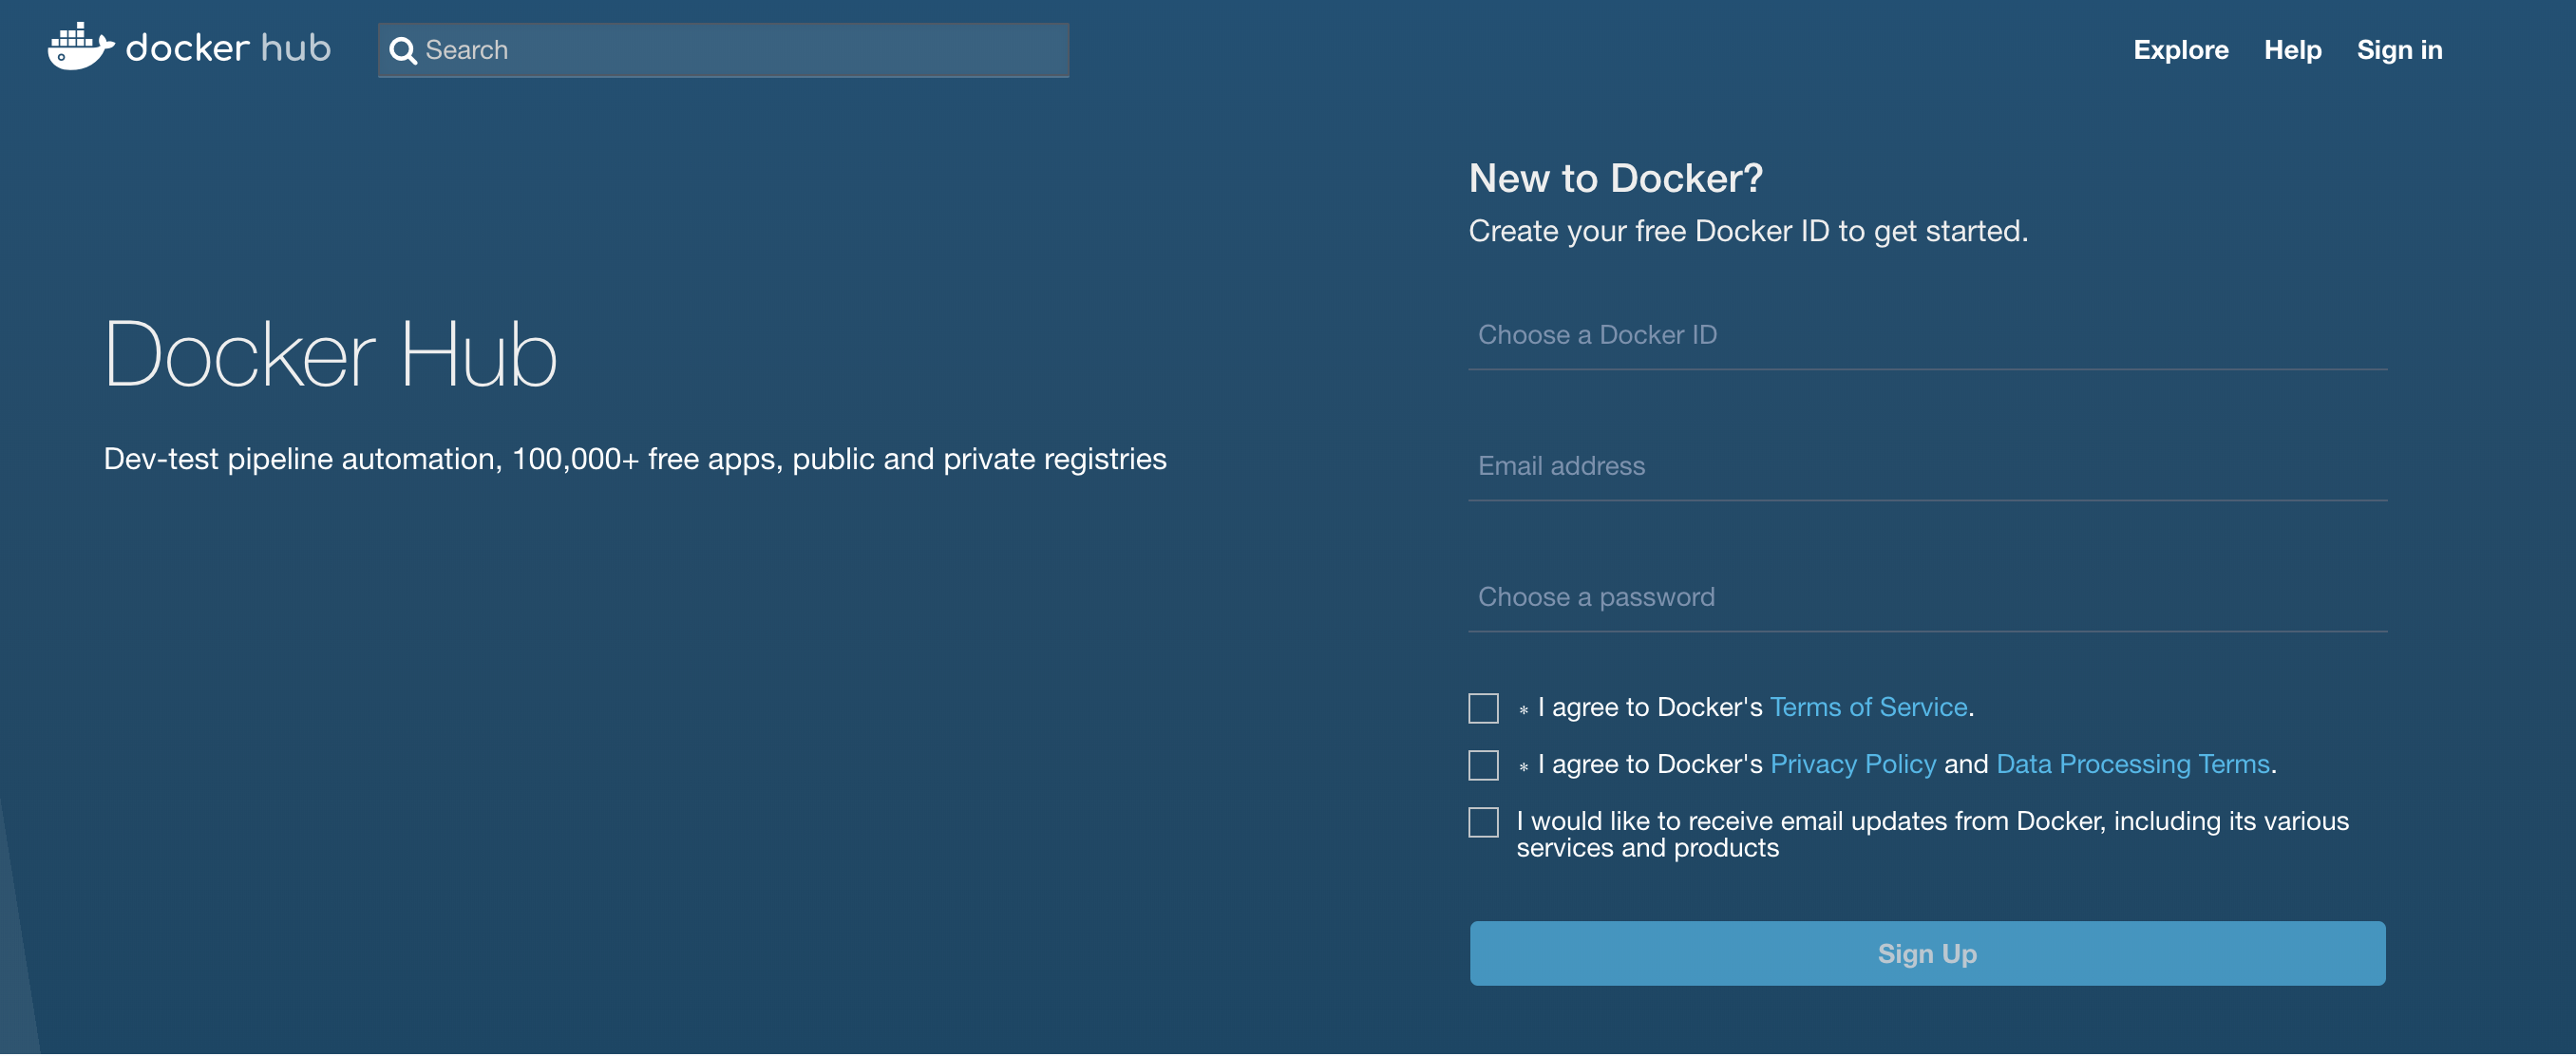 docker hub
Search
Explore Help Sign in
New to Docker?
Create your free Docker ID to get started.
Docker Hub
Dev-test pipeline automation, 100,000+ free apps, public and private registries
Choose a Docker ID
Email address
Choose a password
* I agree to Docker's Terms of Service.
* I agree to Docker's Privacy Policy and Data Processing Terms.
I would like to receive email updates from Docker, including its various
services and products
Sign Up